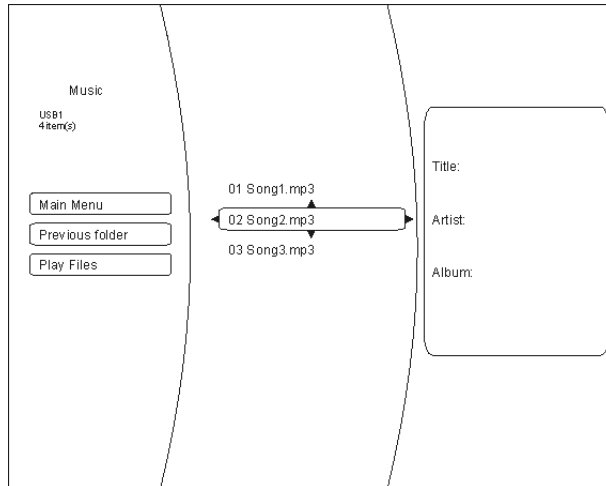 Music
USB1
4item(s)
Main Menu
Previous folder
Play Files
01 Song1.mp3
02 Song2.mp3
03 Song3.mp3
Title:
Artist:
Album: